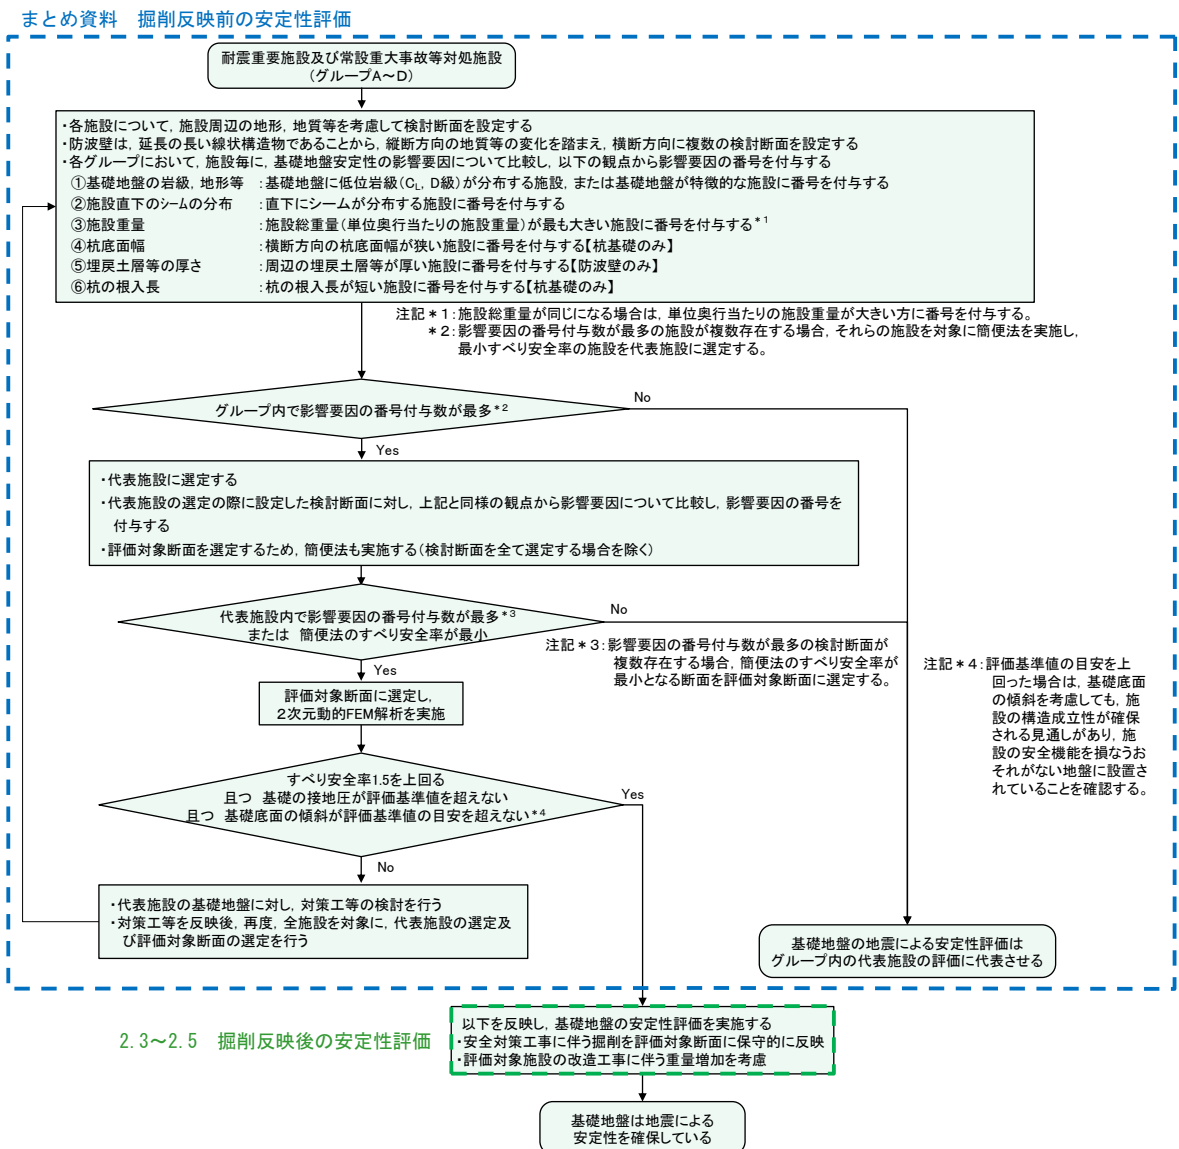 まとめ資料　掘削反映前の安定性評価
耐震重要施設及び常設重大事故等対処施設
(グループA～D)
・各施設について，施設周辺の地形，地質等を考慮して検討断面を設定する
・防波壁は，延長の長い線状構造物であることから，縦断方向の地質等の変化を踏まえ，横断方向に複数の検討断面を設定する
・各グループにおいて，施設毎に，基礎地盤安定性の影響要因について比較し，以下の観点から影響要因の番号を付与する
①基礎地盤の岩級，地形等　：基礎地盤に低位岩級(CL，D級)が分布する施設，または基礎地盤が特徴的な施設に番号を付与する
②施設直下のシームの分布　：直下にシームが分布する施設に番号を付与する
③施設重量　：施設総重量(単位奥行当たりの施設重量)が最も大きい施設に番号を付与する*1
④杭底面幅　：横断方向の杭底面幅が狭い施設に番号を付与する【杭基礎のみ】
⑤埋戻土層等の厚さ　：周辺の埋戻土層等が厚い施設に番号を付与する【防波壁のみ】
⑥杭の根入長　：杭の根入長が短い施設に番号を付与する【杭基礎のみ】
注記＊1：施設総重量が同じになる場合は，単位奥行当たりの施設重量が大きい方に番号を付与する。
＊2：影響要因の番号付与数が最多の施設が複数存在する場合，それらの施設を対象に簡便法を実施し，
最小すべり安全率の施設を代表施設に選定する。
グループ内で影響要因の番号付与数が最多*2
No
Yes
・代表施設に選定する
・代表施設の選定の際に設定した検討断面に対し，上記と同様の観点から影響要因について比較し，影響要因の番号を
付与する
・評価対象断面を選定するため，簡便法も実施する(検討断面を全て選定する場合を除く)
代表施設内で影響要因の番号付与数が最多*3
または　簡便法のすべり安全率が最小
No
Yes
注記＊3：影響要因の番号付与数が最多の検討断面が
複数存在する場合，簡便法のすべり安全率が
最小となる断面を評価対象断面に選定する。
注記＊4：評価基準値の目安を上
回った場合は，基礎底面
の傾斜を考慮しても，施
設の構造成立性が確保
される見通しがあり，施
設の安全機能を損なうお
それがない地盤に設置さ
れていることを確認する。
評価対象断面に選定し，
2次元動的FEM解析を実施
すべり安全率1.5を上回る
且つ　基礎の接地圧が評価基準値を超えない
且つ　基礎底面の傾斜が評価基準値の目安を超えない*4
Yes
No
・代表施設の基礎地盤に対し，対策工等の検討を行う
・対策工等を反映後，再度，全施設を対象に，代表施設の選定及
び評価対象断面の選定を行う
基礎地盤の地震による安定性評価は
グループ内の代表施設の評価に代表させる
2.3～2.5　掘削反映後の安定性評価
以下を反映し，基礎地盤の安定性評価を実施する
・安全対策工事に伴う掘削を評価対象断面に保守的に反映
・評価対象施設の改造工事に伴う重量増加を考慮
基礎地盤は地震による
安定性を確保している